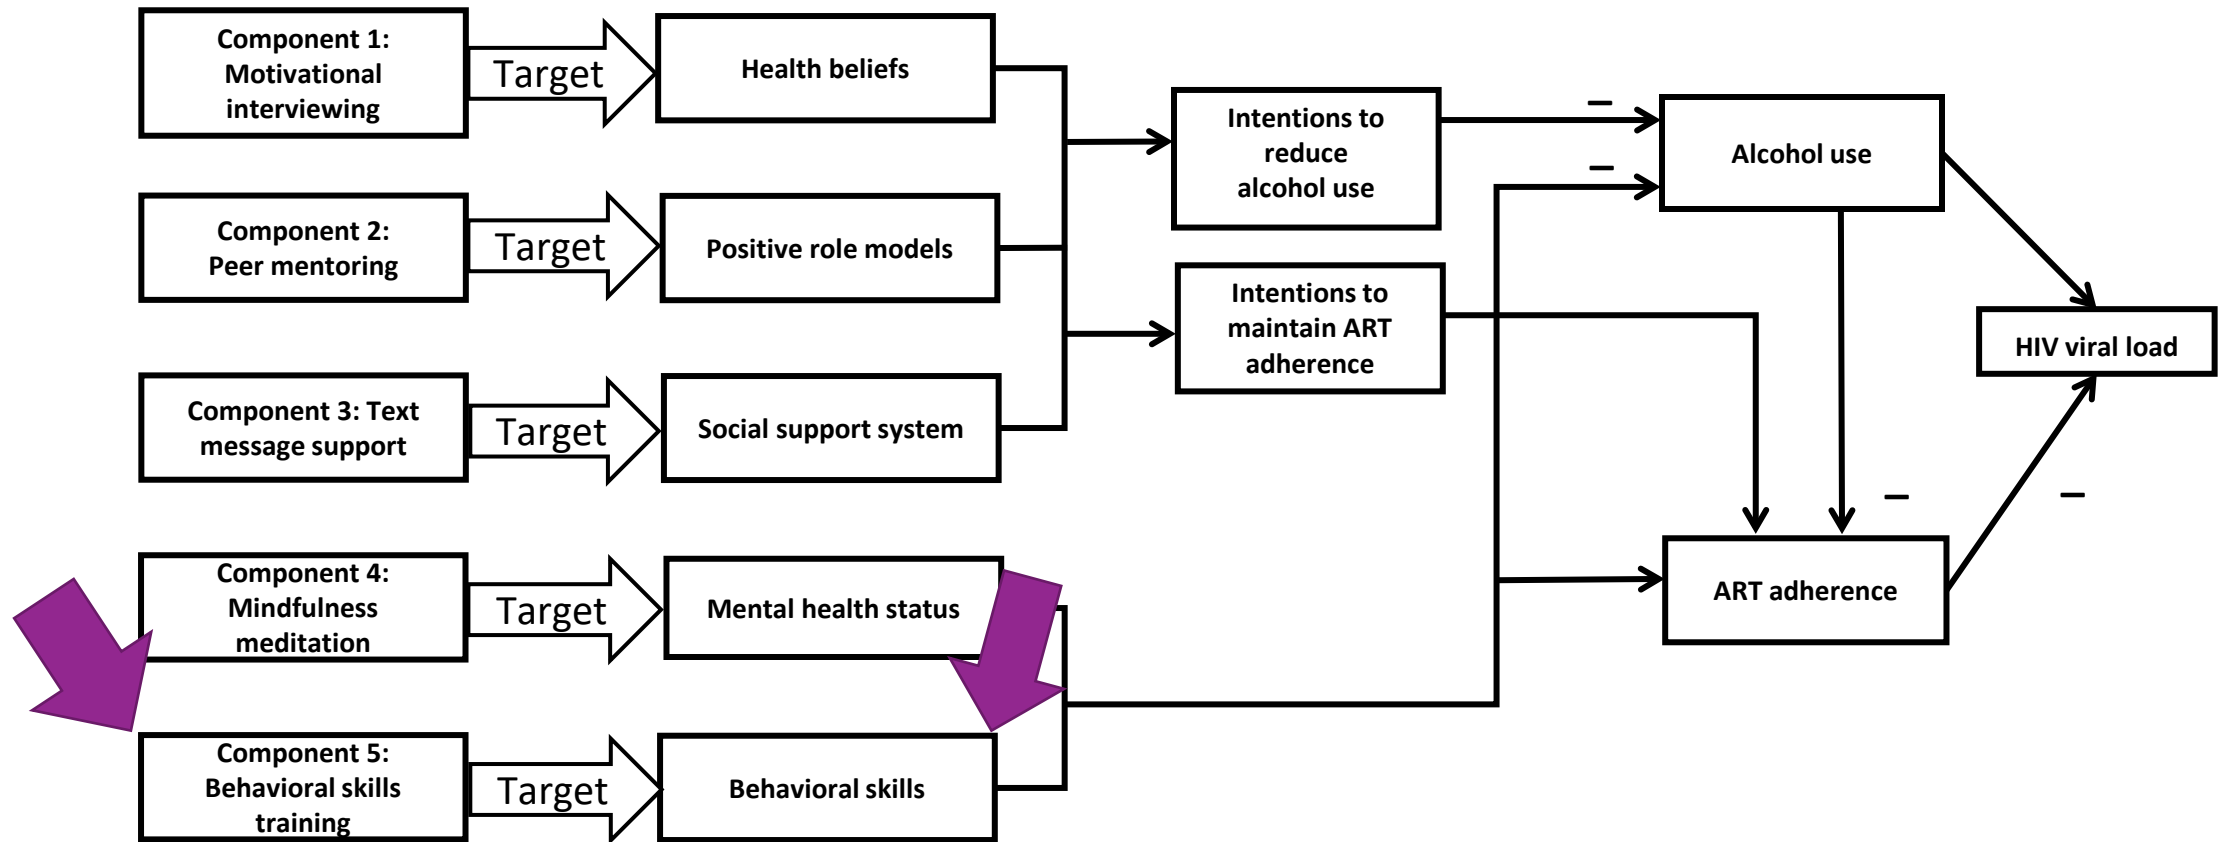 Component 1:
Motivational
interviewing
Target
Health beliefs
Component 2:
Peer mentoring
Target
Positive role models
Component 3: Text
message support
Target
Social support system
Component 4:
Mindfulness
meditation
Target
Mental health status
Component 5:
Behavioral skills
training
Target
Behavioral skills
Intentions to
reduce
alcohol use
Intentions to
maintain ART
adherence
–
–
Alcohol use
–
–
ART adherence
HIV viral load